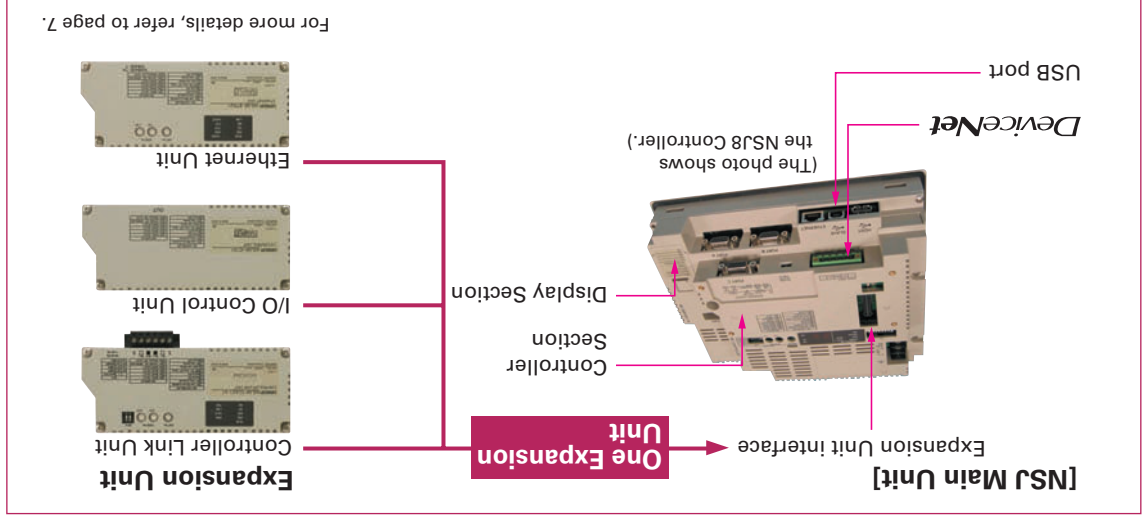 [NSJ Main Unit]
Expansion Unit interface
One Expansion
Unit
Expansion Unit
Controller Link Unit
Controller
Section
Display Section
I/O Control Unit
(The photo shows
the NSJ8 Controller.)
DeviceNet
USB port
Ethernet Unit
For more details, refer to page 7.